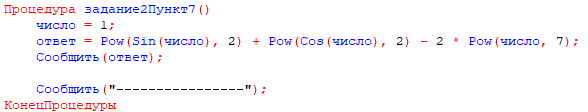 Процедура задание2Пункт7()
число = 1;
ответ = Pow(Sin(число), 2) + Pow(Cos(число), 2) - 2 * Pow(число, 7);
Сообщить(ответ);
Сообщить("----------------");
КонецПроцедуры